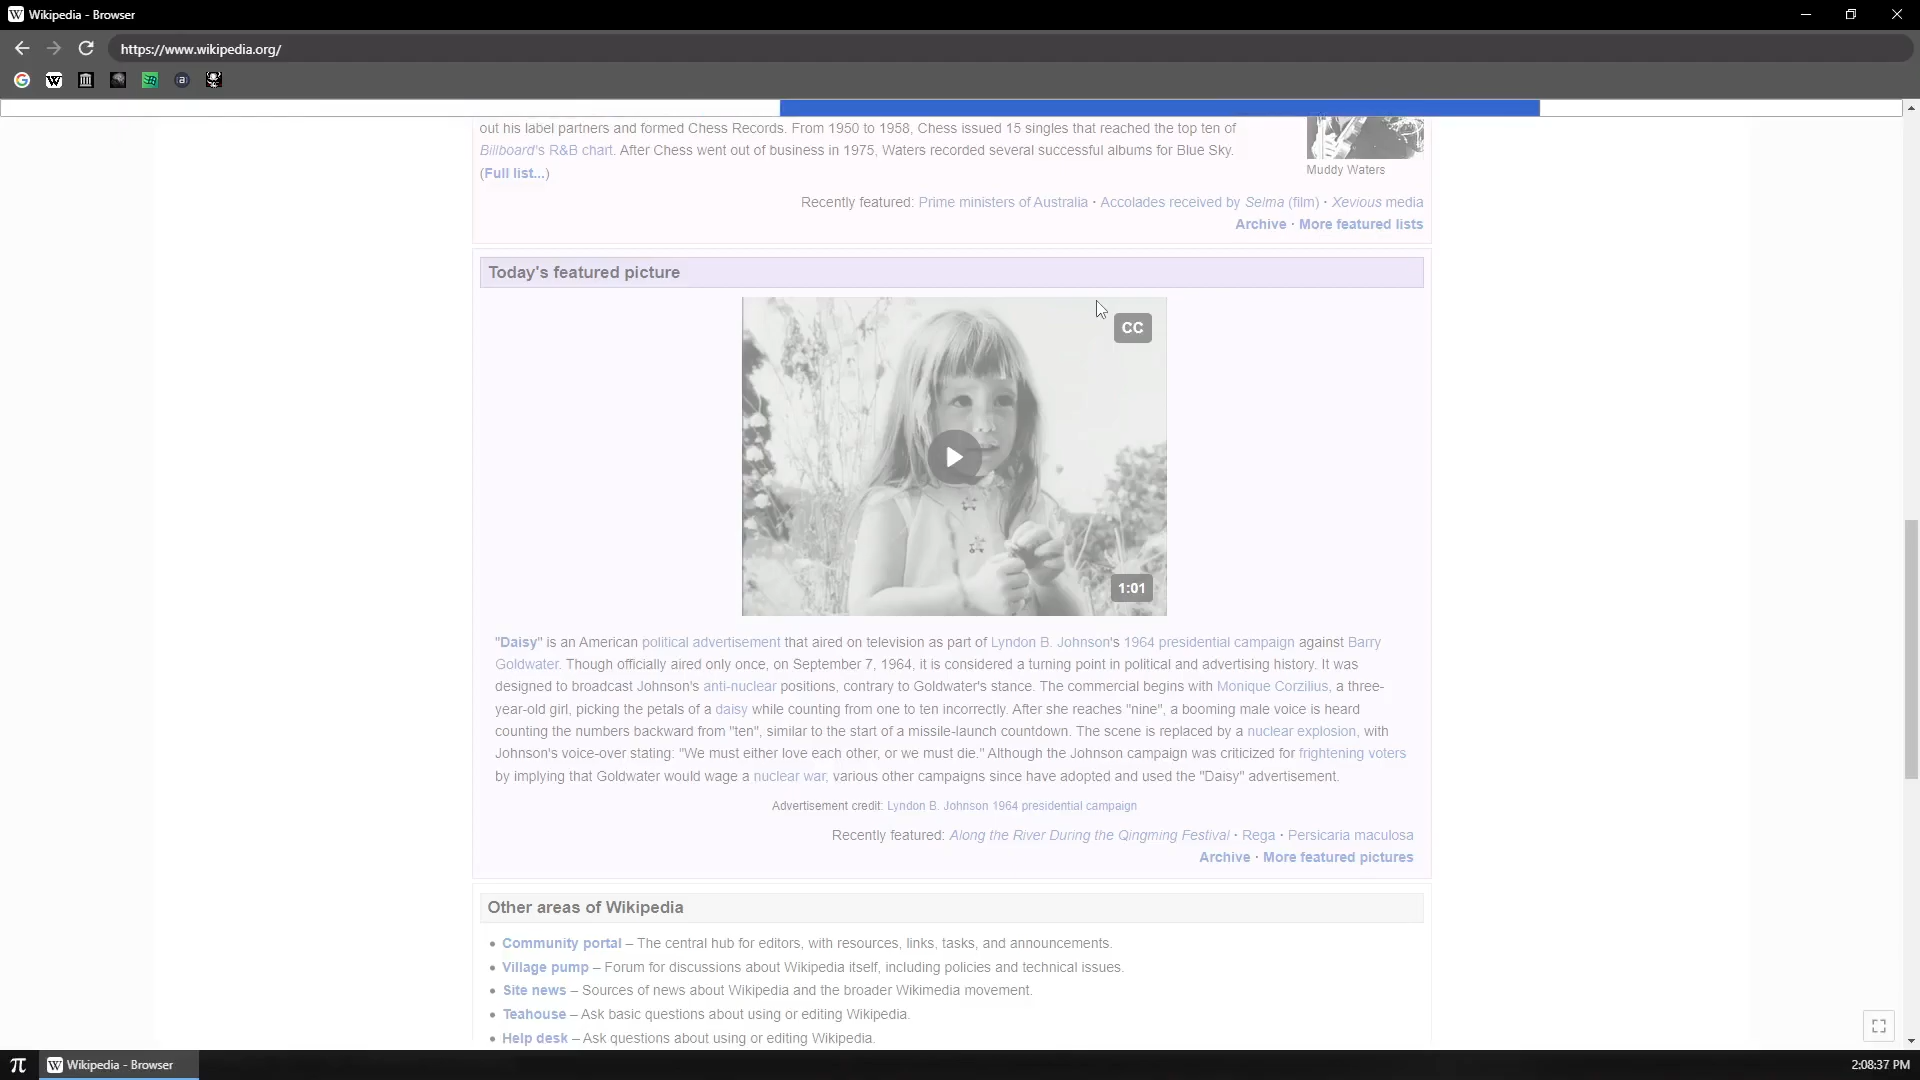 Wikipedia - Browser
https://www.wikipedia.org/
out his label partners and formed Chess Records. From 1950 to 1958, Chess issued 15 singles that reached the top ten of
Billboard's R&B chart. After Chess went out of business in 1975, Waters recorded several successful albums for Blue Sky.
(Full list...)
Muddy Waters
Recently featured: Prime ministers of Australia · Accolades received by Selma (film) · Xevious media
Archive · More featured lists
Today's featured picture
CC
1:01
"Daisy" is an American political advertisement that aired on television as part of Lyndon B. Johnson's 1964 presidential campaign against Barry
Goldwater. Though officially aired only once, on September 7, 1964, it is considered a turning point in political and advertising history. It was
designed to broadcast Johnson's anti-nuclear positions, contrary to Goldwater's stance. The commercial begins with Monique Corzilius, a three-
year-old girl, picking the petals of a daisy while counting from one to ten incorrectly. After she reaches "nine", a booming male voice is heard
counting the numbers backward from "ten", similar to the start of a missile-launch countdown. The scene is replaced by a nuclear explosion, with
Johnson's voice-over stating: "We must either love each other, or we must die." Although the Johnson campaign was criticized for frightening voters
by implying that Goldwater would wage a nuclear war, various other campaigns since have adopted and used the "Daisy" advertisement.
Advertisement credit: Lyndon B. Johnson 1964 presidential campaign
Recently featured: Along the River During the Qingming Festival · Rega · Persicaria maculosa
Archive · More featured pictures
Other areas of Wikipedia
• Community portal – The central hub for editors, with resources, links, tasks, and announcements.
• Village pump – Forum for discussions about Wikipedia itself, including policies and technical issues.
• Site news – Sources of news about Wikipedia and the broader Wikimedia movement.
• Teahouse – Ask basic questions about using or editing Wikipedia.
• Help desk – Ask questions about using or editing Wikipedia.
π
Wikipedia - Browser
2:08:37 PM